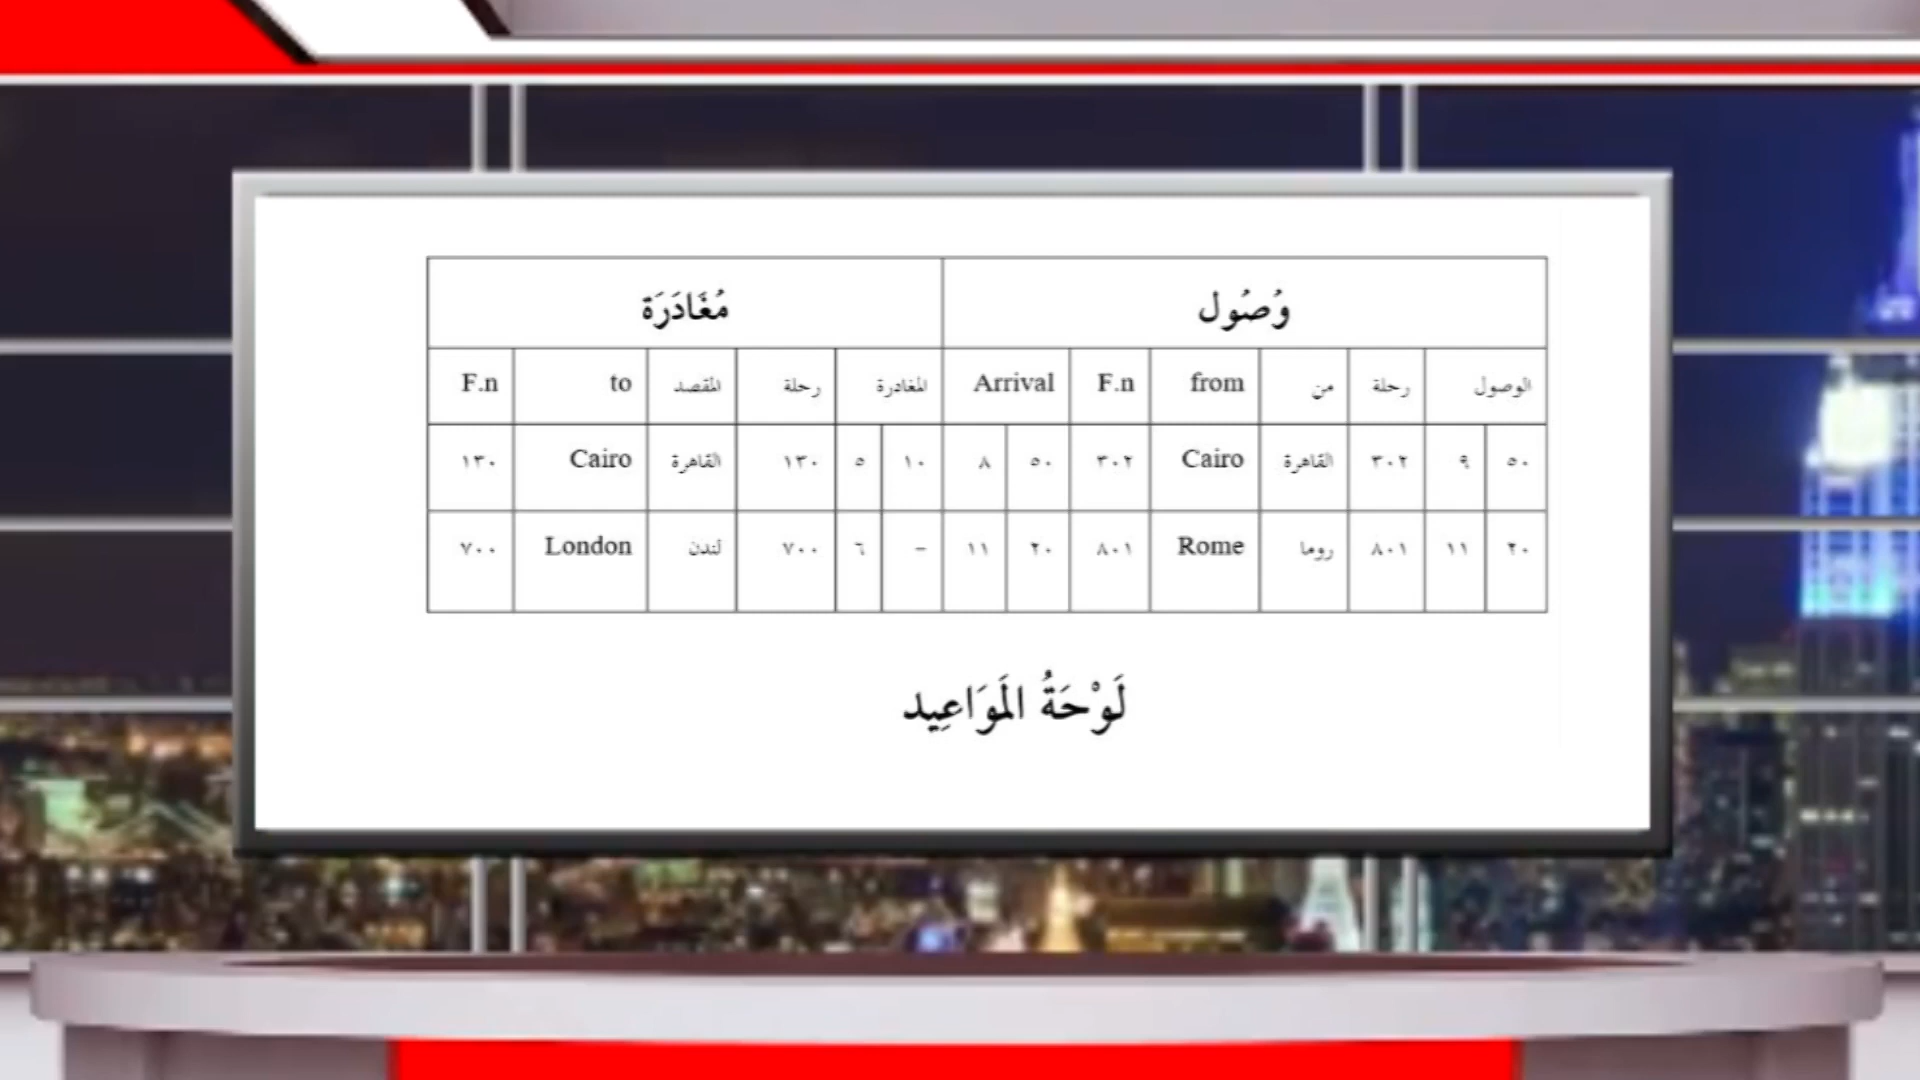 وُصُول مُغَادَرَة
الوصول رحلة من from F.n Arrival المغادرة رحلة المقصد to F.n
٥٠ ٩ ٣٠٢ القاهرة Cairo ٣٠٢ ٥٠ ٨ ١٠ ٥ ١٣٠ القاهرة Cairo ١٣٠
٢٠ ١١ ٨٠١ روما Rome ٨٠١ ٢٠ ١١ – ٦ ٧٠٠ لندن London ٧٠٠
لَوْحَةُ المَوَاعِيد